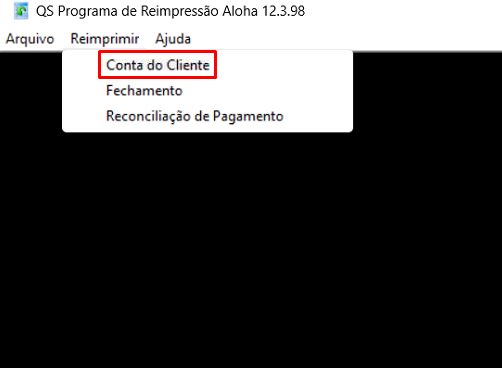 QS Programa de Reimpressão Aloha 12.3.98
Arquivo Reimprimir Ajuda
Conta do Cliente
Fechamento
Reconciliação de Pagamento